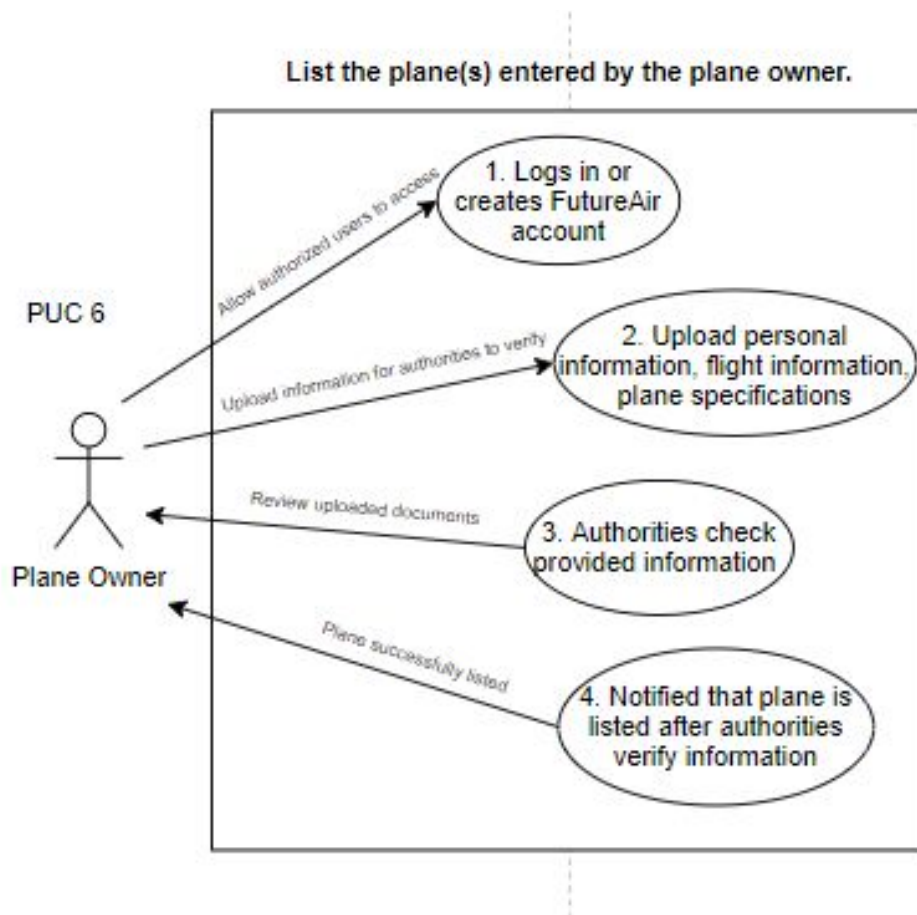 List the plane(s) entered by the plane owner.
1. Logs in or
creates FutureAir
account
Allow authorized users to access
PUC 6
2. Upload personal
information, flight information,
plane specifications
Upload information for authorities to verify
Review uploaded documents
3. Authorities check
provided information
Plane Owner
Plane successfully listed
4. Notified that plane is
listed after authorities
verify information